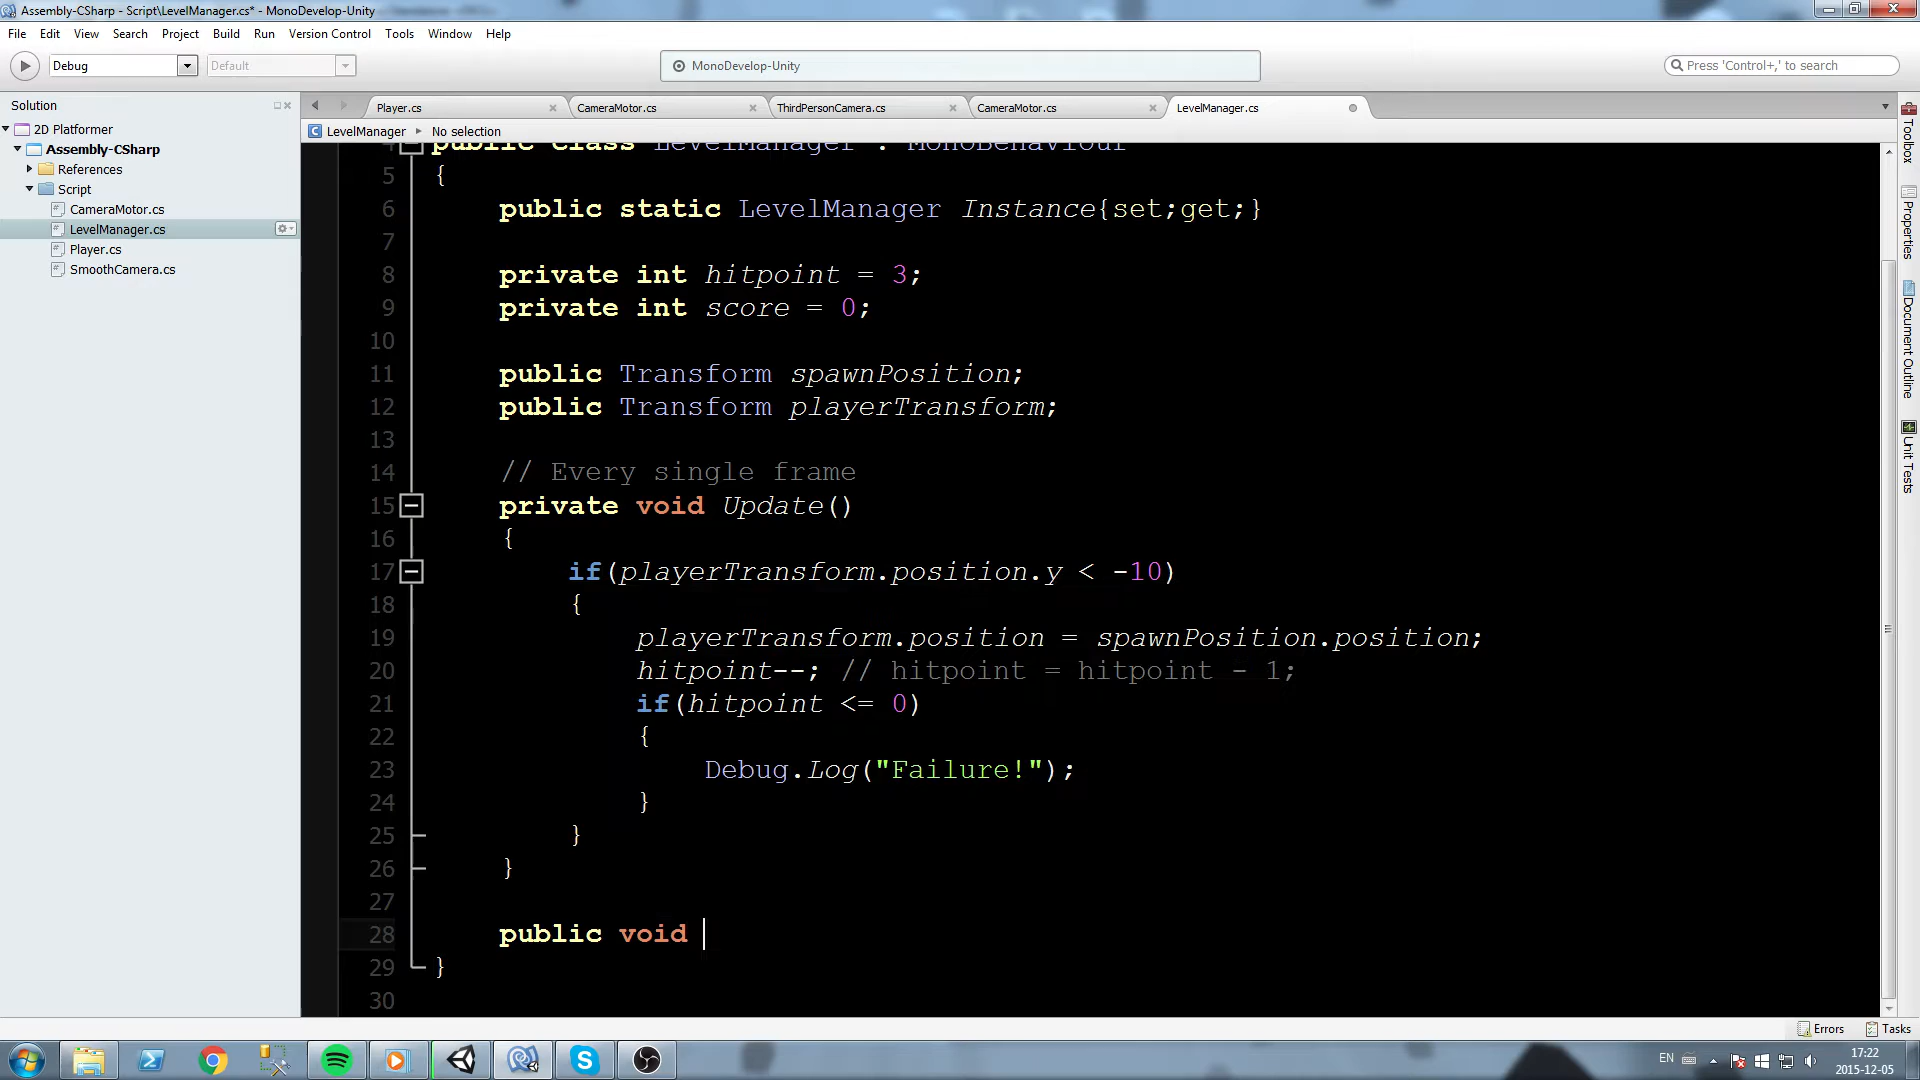 Assembly-CSharp - Script\LevelManager.cs* - MonoDevelop-Unity
File Edit View Search Project Build Run Version Control Tools Window Help
Debug Default MonoDevelop-Unity Press 'Control+,' to search
Solution
2D Platformer
Assembly-CSharp
References
Script
CameraMotor.cs
LevelManager.cs
Player.cs
SmoothCamera.cs
Player.cs CameraMotor.cs ThirdPersonCamera.cs CameraMotor.cs LevelManager.cs
LevelManager No selection
4 public class LevelManager : MonoBehaviour
5 {
6 public static LevelManager Instance{set;get;}
7
8 private int hitpoint = 3;
9 private int score = 0;
10
11 public Transform spawnPosition;
12 public Transform playerTransform;
13
14 // Every single frame
15 private void Update()
16 {
17 if(playerTransform.position.y < -10)
18 {
19 playerTransform.position = spawnPosition.position;
20 hitpoint--; // hitpoint = hitpoint - 1;
21 if(hitpoint <= 0)
22 {
23 Debug.Log("Failure!");
24 }
25 }
26 }
27
28 public void
29 }
30
Toolbox
Properties
Document Outline
Unit Tests
Errors Tasks
EN
17:22
2015-12-05